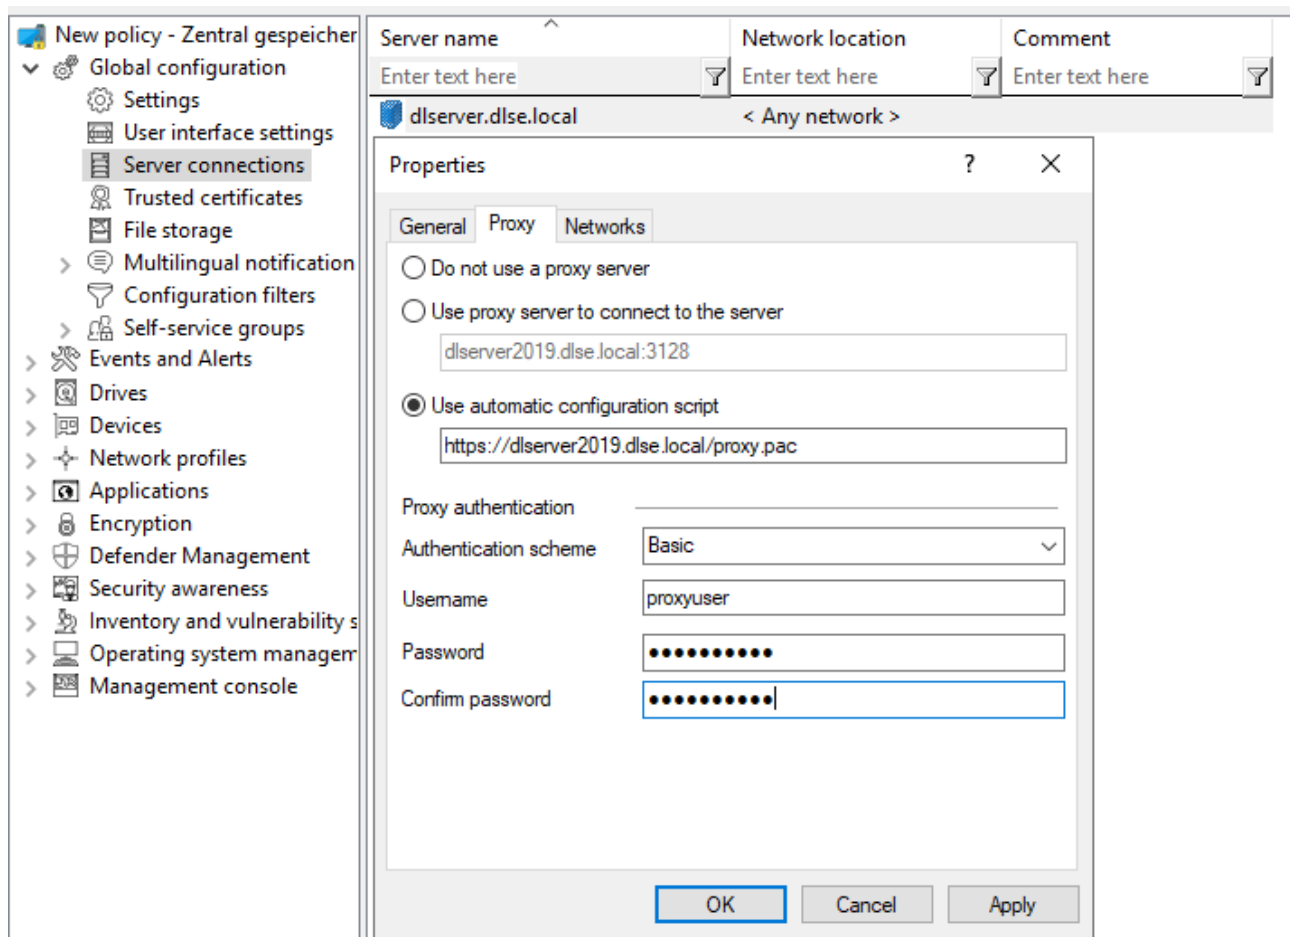 New policy - Zentral gespeicher
Global configuration
Settings
User interface settings
Server connections
Trusted certificates
File storage
Multilingual notification
Configuration filters
Self-service groups
Events and Alerts
Drives
Devices
Network profiles
Applications
Encryption
Defender Management
Security awareness
Inventory and vulnerability s
Operating system managem
Management console
Server name Network location Comment
Enter text here Enter text here Enter text here
dlserver.dlse.local < Any network >
Properties ?
General Proxy Networks
Do not use a proxy server
Use proxy server to connect to the server
dlserver2019.dlse.local:3128
Use automatic configuration script
https://dlserver2019.dlse.local/proxy.pac
Proxy authentication
Authentication scheme Basic
Username proxyuser
Password ●●●●●●●●●●
Confirm password ●●●●●●●●●●
OK Cancel Apply